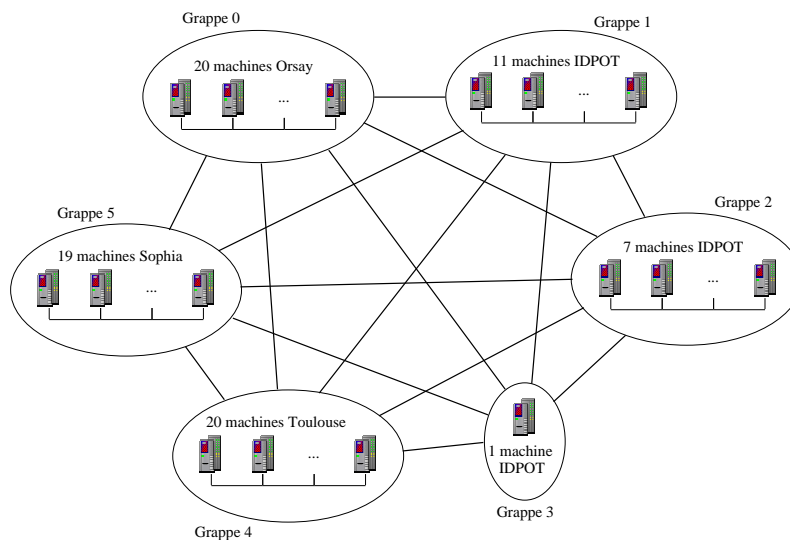 Grappe 0
20 machines Orsay
...
Grappe 1
11 machines IDPOT
...
Grappe 2
7 machines IDPOT
...
Grappe 5
19 machines Sophia
...
20 machines Toulouse
...
Grappe 4
1 machine
IDPOT
Grappe 3